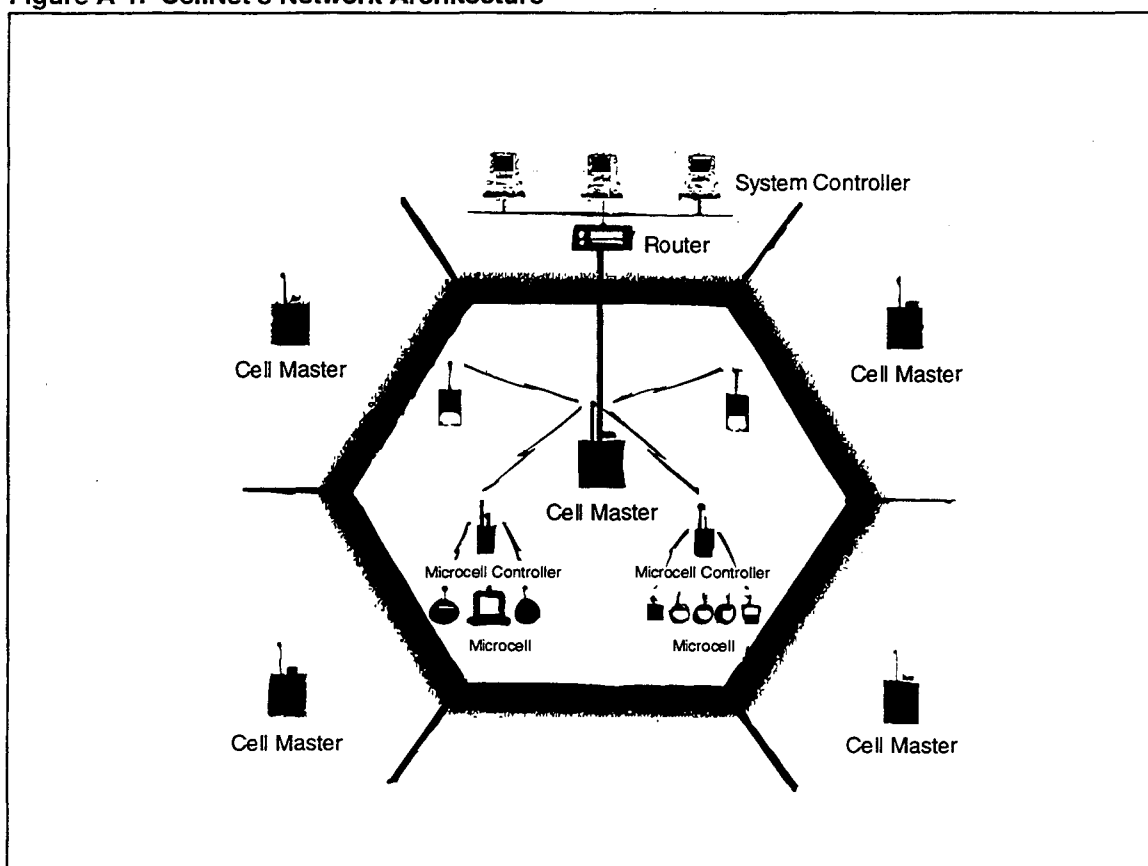 Figure A-1. CellNet's Network Architecture
System Controller
Router
Cell Master
Cell Master
Cell Master
Microcell Controller
Microcell Controller
Microcell
Microcell
Cell Master
Cell Master